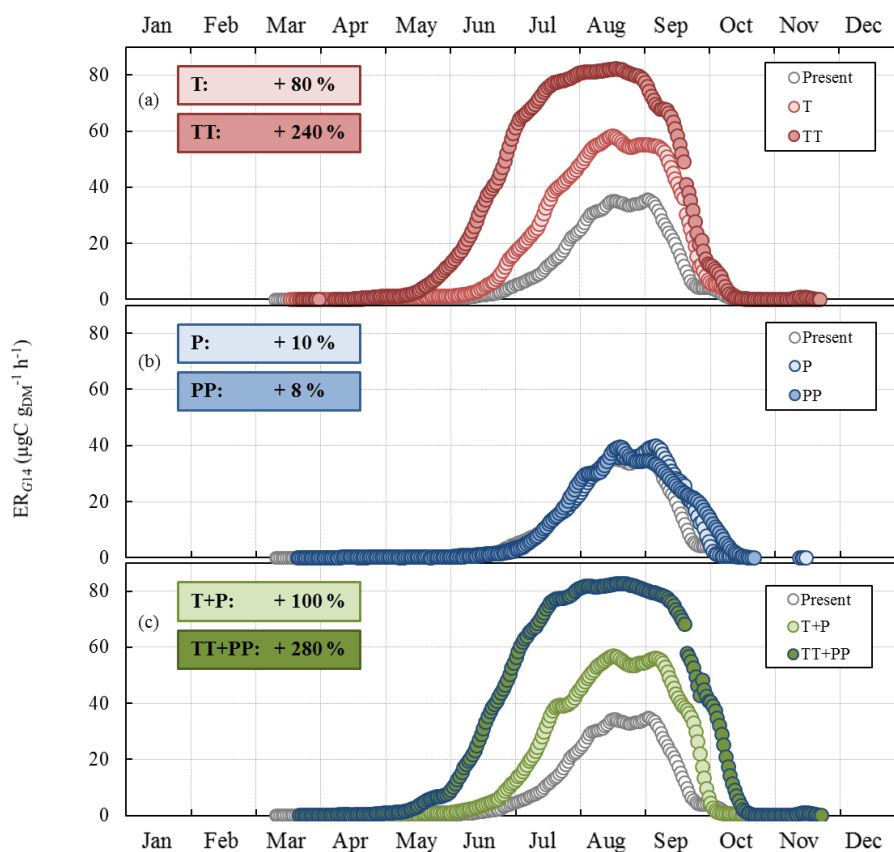 Jan Feb Mar Apr May Jun Jul Aug Sep Oct Nov Dec
80
60
40
20
0
(a)
T: + 80 %
TT: + 240 %
Present
T
TT
80
60
40
20
0
(b)
P: + 10 %
PP: + 8 %
Present
P
PP
ER_G14 (µgC g_DM⁻¹ h⁻¹)
80
60
40
20
0
(c)
T+P: + 100 %
TT+PP: + 280 %
Present
T+P
TT+PP
Jan Feb Mar Apr May Jun Jul Aug Sep Oct Nov Dec